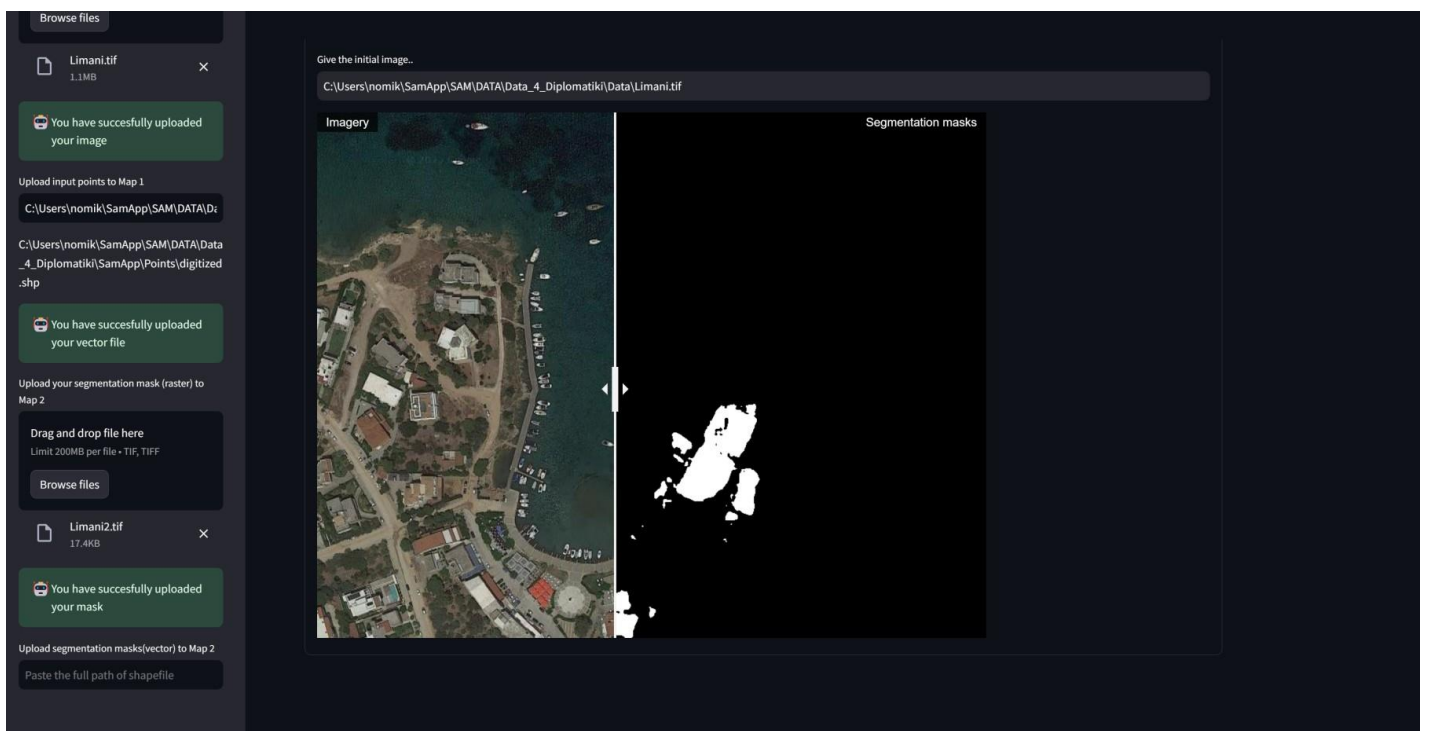 Browse files
Limani.tif
1.1MB
You have succesfully uploaded
your image
Upload input points to Map 1
C:\Users\nomik\SamApp\SAM\DATA\Da
C:\Users\nomik\SamApp\SAM\DATA\Data
_4_Diplomatiki\SamApp\Points\digitized
.shp
You have succesfully uploaded
your vector file
Upload your segmentation mask (raster) to
Map 2
Drag and drop file here
Limit 200MB per file • TIF, TIFF
Browse files
Limani2.tif
17.4KB
You have succesfully uploaded
your mask
Upload segmentation masks(vector) to Map 2
Paste the full path of shapefile
Give the initial image..
C:\Users\nomik\SamApp\SAM\DATA\Data_4_Diplomatiki\Data\Limani.tif
Imagery
Segmentation masks